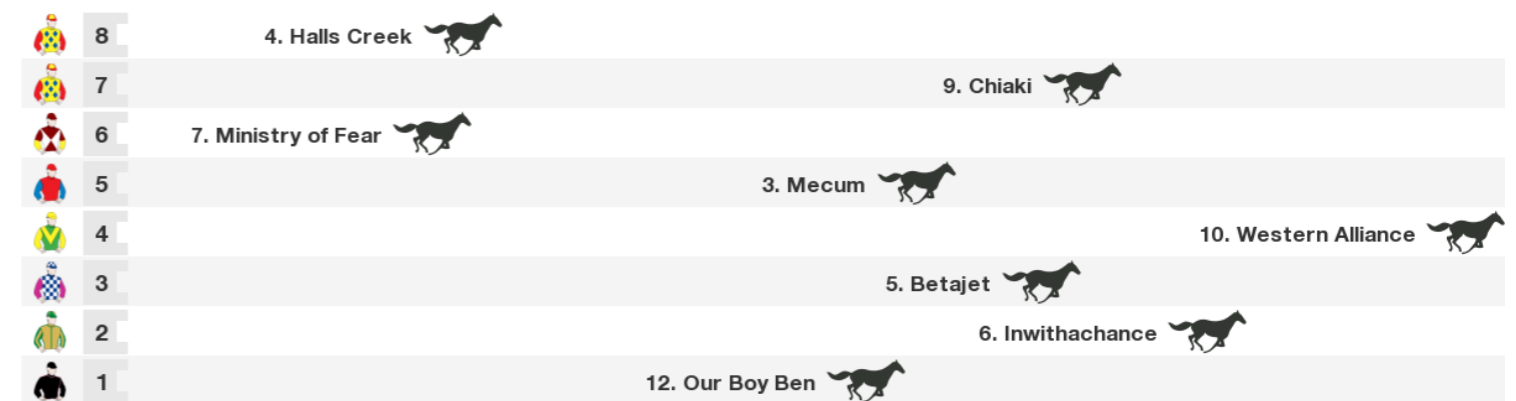 8 4. Halls Creek
7 9. Chiaki
6 7. Ministry of Fear
5 3. Mecum
4 10. Western Alliance
3 5. Betajet
2 6. Inwithachance
1 12. Our Boy Ben